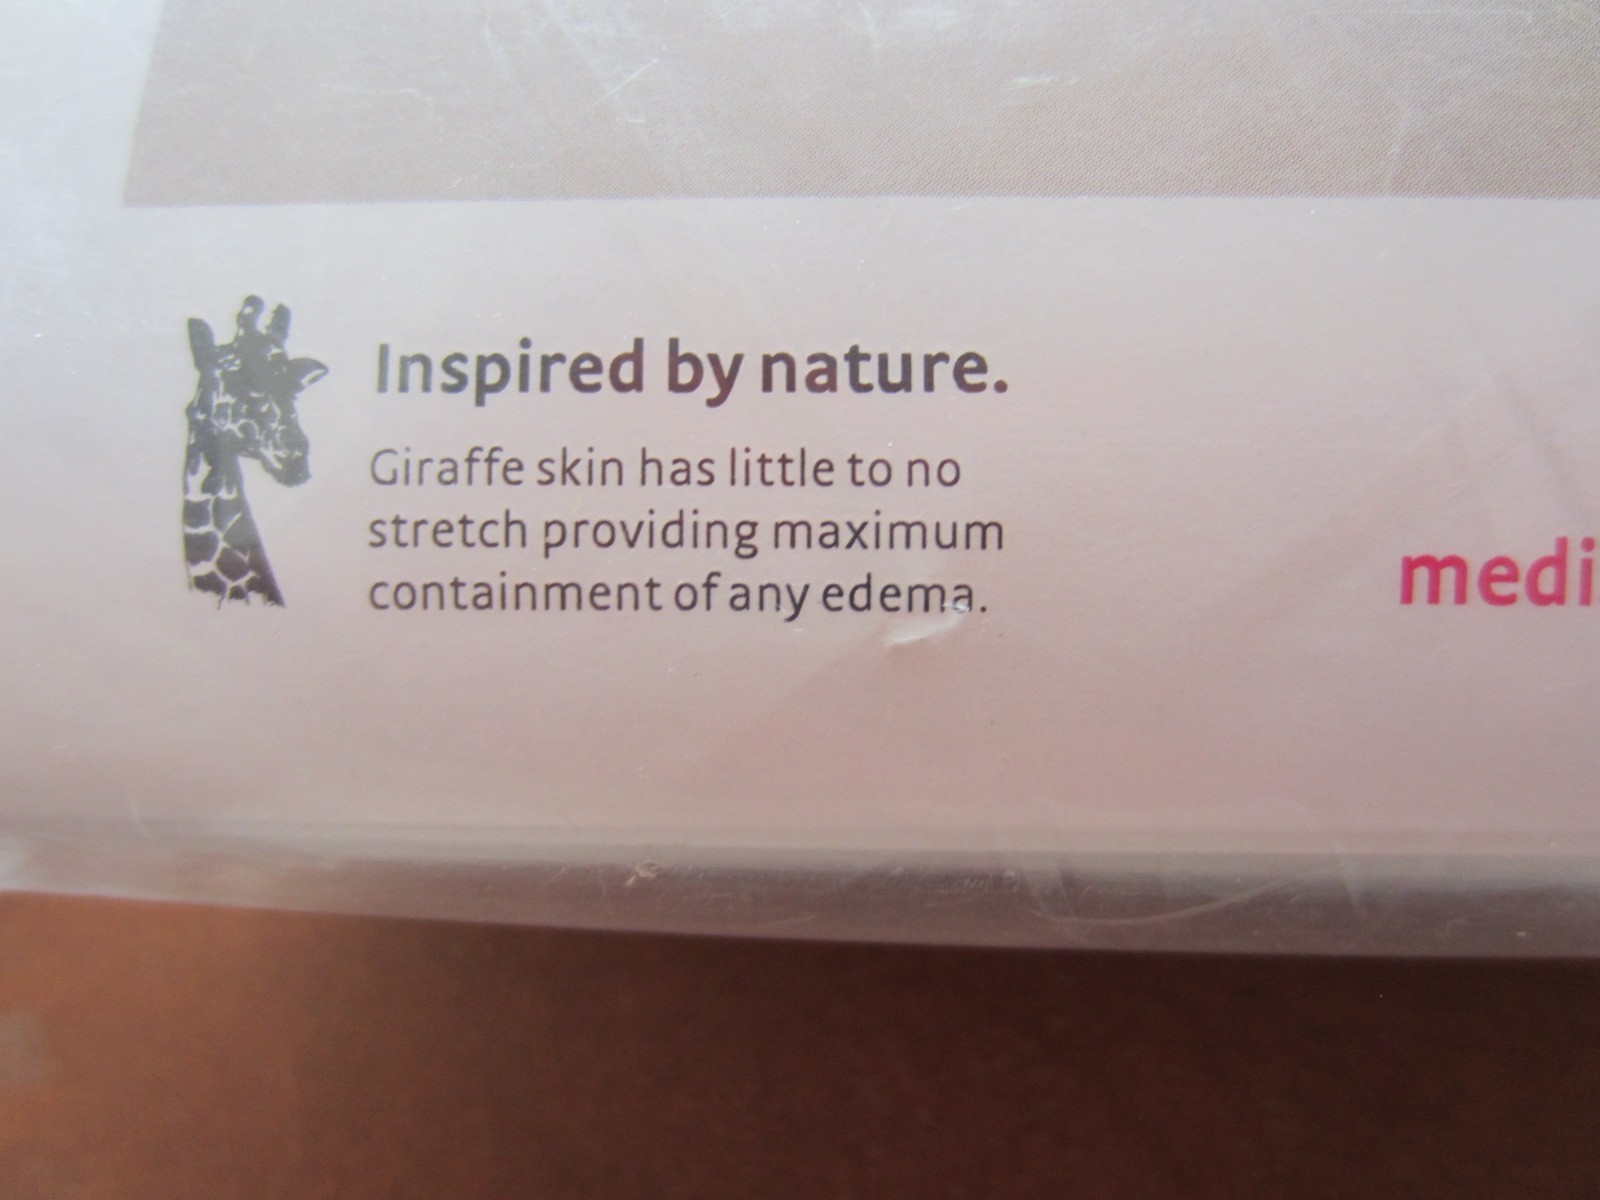 Inspired by nature.
Giraffe skin has little to no
stretch providing maximum
containment of any edema.
medi